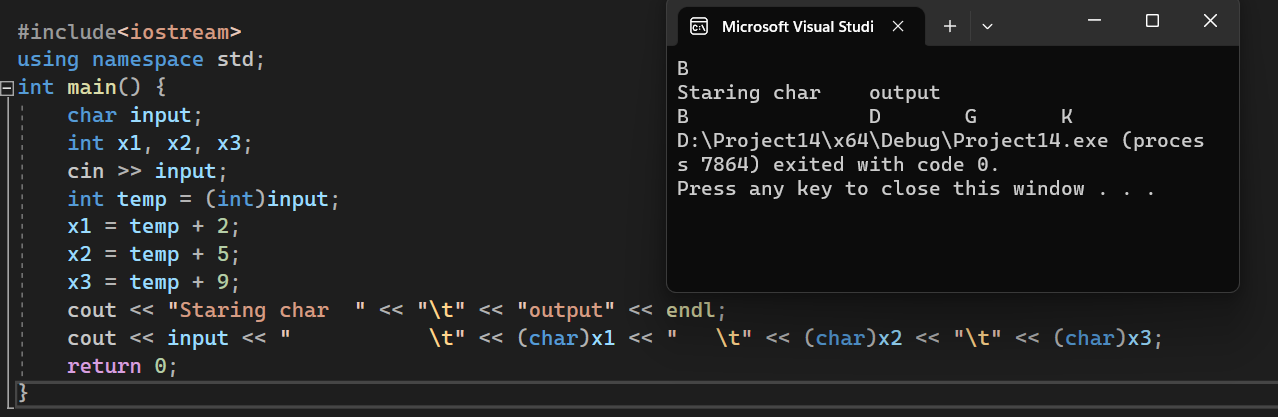 #include<iostream>
using namespace std;
int main() {
    char input;
    int x1, x2, x3;
    cin >> input;
    int temp = (int)input;
    x1 = temp + 2;
    x2 = temp + 5;
    x3 = temp + 9;
    cout << "Staring char  " << "\t" << "output" << endl;
    cout << input << "           \t" << (char)x1 << "   \t" << (char)x2 << "\t" << (char)x3;
    return 0;
}
Microsoft Visual Studi
B
Staring char    output
B               D       G       K
D:\Project14\x64\Debug\Project14.exe (proces
s 7864) exited with code 0.
Press any key to close this window . . .